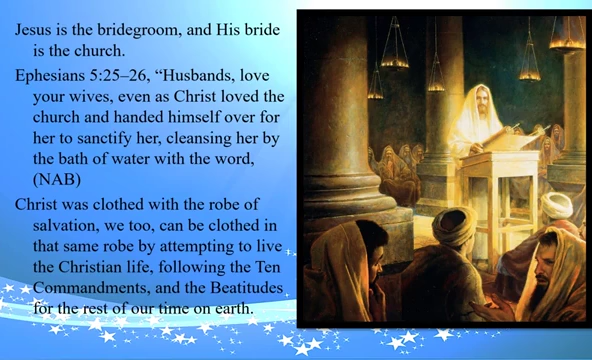 Jesus is the bridegroom, and His bride
is the church.
Ephesians 5:25–26, “Husbands, love
your wives, even as Christ loved the
church and handed himself over for
her to sanctify her, cleansing her by
the bath of water with the word,
(NAB)
Christ was clothed with the robe of
salvation, we too, can be clothed in
that same robe by attempting to live
the Christian life, following the Ten
Commandments, and the Beatitudes
for the rest of our time on earth.